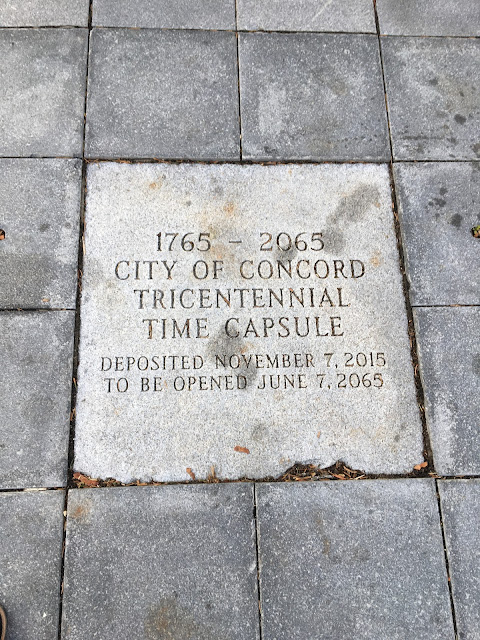 1765 – 2065
CITY OF CONCORD
TRICENTENNIAL
TIME CAPSULE
DEPOSITED NOVEMBER 7, 2015
TO BE OPENED JUNE 7, 2065